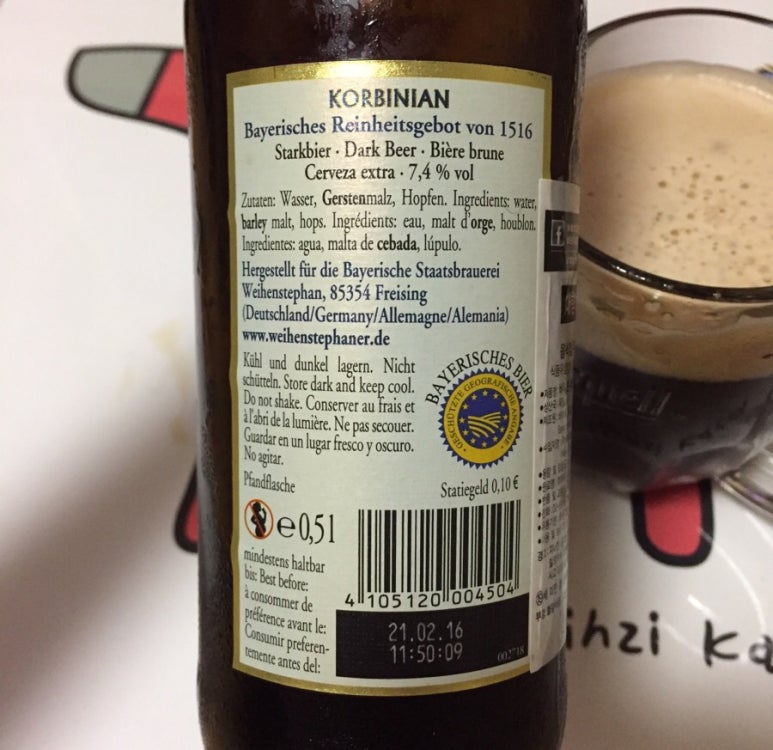 KORBINIAN
Bayerisches Reinheitsgebot von 1516
Starkbier · Dark Beer · Bière brune
Cerveza extra · 7,4 % vol
Zutaten: Wasser, Gerstenmalz, Hopfen. Ingredients: water,
barley malt, hops. Ingrédients: eau, malt d'orge, houblon.
Ingredientes: agua, malta de cebada, lúpulo.
Hergestellt für die Bayerische Staatsbrauerei
Weihenstephan, 85354 Freising
(Deutschland/Germany/Allemagne/Alemania)
www.weihenstephaner.de
Kühl und dunkel lagern. Nicht
schütteln. Store dark and keep cool.
Do not shake. Conserver au frais et
à l'abri de la lumière. Ne pas secouer.
Guardar en un lugar fresco y oscuro.
No agitar.
Pfandflasche
BAYERISCHES BIER
GESCHÜTZTE GEOGRAFISCHE ANGABE
Statiegeld 0,10 €
e 0,5l
mindestens haltbar
bis: Best before:
à consommer de
préférence avant le:
Consumir preferen-
temente antes del:
4 105120 004504
21.02.16
11:50:09
002718
f